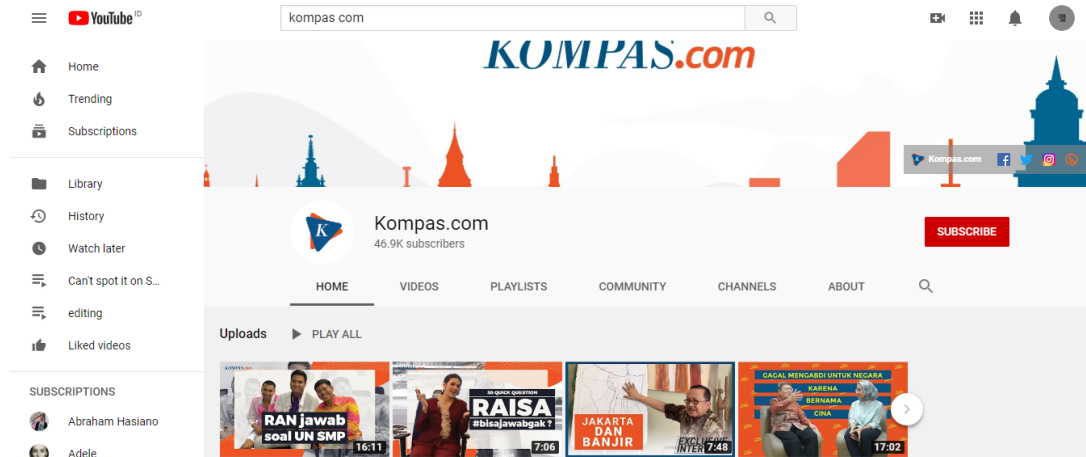 YouTube ID
kompas com
KOMPAS.com
Kompas.com
Home
Trending
Subscriptions
Library
History
Watch later
Can't spot it on S...
editing
Liked videos
SUBSCRIPTIONS
Abraham Hasiano
Adele
K
Kompas.com
46.9K subscribers
SUBSCRIBE
HOME VIDEOS PLAYLISTS COMMUNITY CHANNELS ABOUT
Uploads PLAY ALL
RAN jawab
soal UN SMP
16:11
30 QUICK QUESTION
RAISA
#bisajawabgak ?
7:06
JAKARTA
DAN
BANJIR
EXCLUSIVE
INTER
7:48
GAGAL MENGABDI UNTUK NEGARA
KARENA
BERNAMA
CINA
17:02